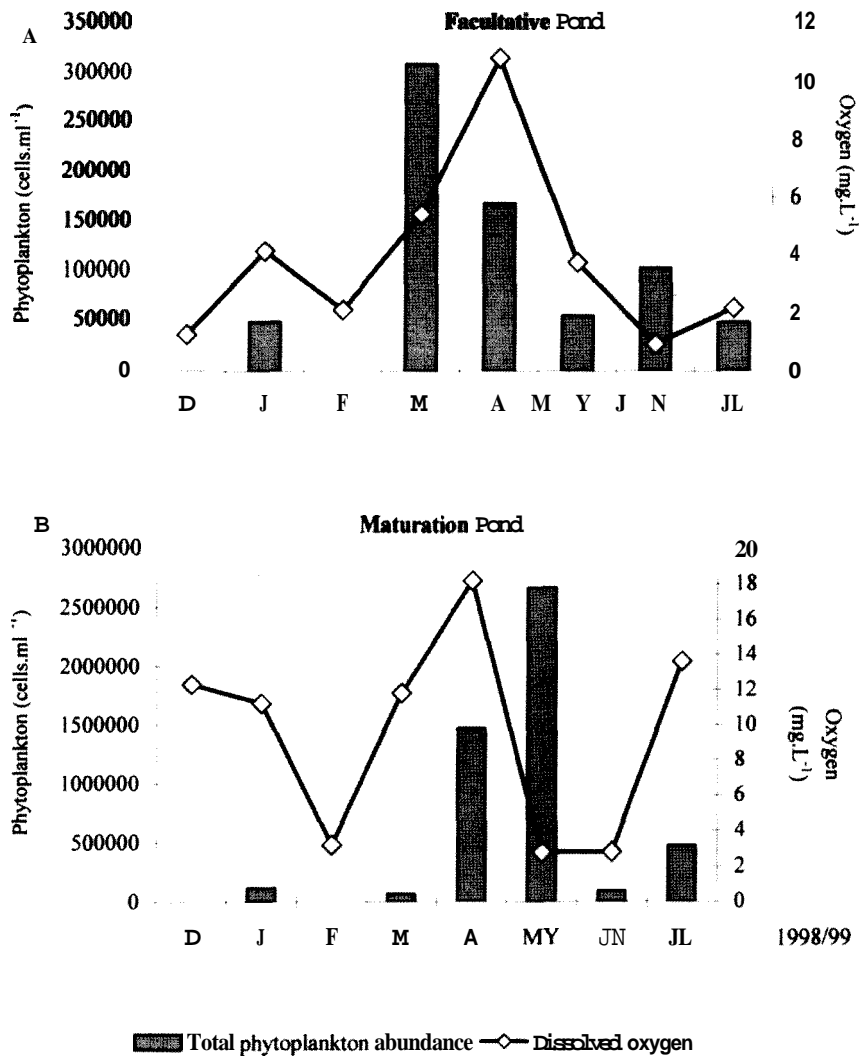 A
Facultative Pond
Phytoplankton (cells.ml⁻¹)
350000
300000
250000
200000
150000
100000
50000
0
12
10
8
6
4
2
0
Oxygen (mg.L⁻¹)
D J F M A M Y J N JL
B
Maturation Pond
Phytoplankton (cells.ml⁻¹)
3000000
2500000
2000000
1500000
1000000
500000
0
20
18
16
14
12
10
8
6
4
2
0
Oxygen
(mg.L⁻¹)
D J F M A MY JN JL 1998/99
Total phytoplankton abundance Dissolved oxygen